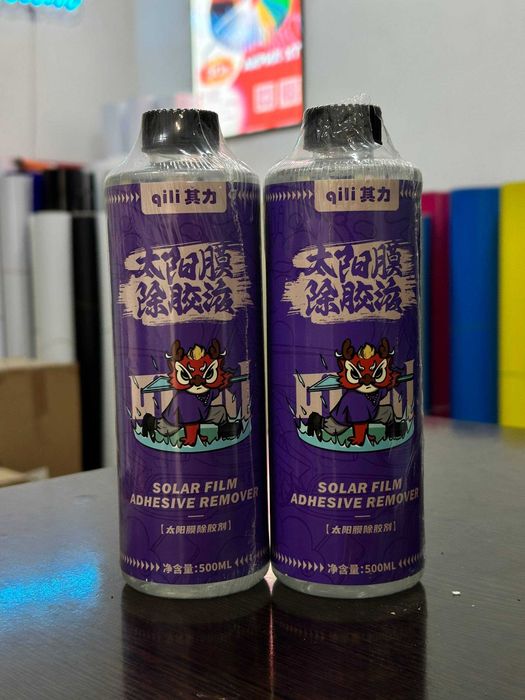 qili 其力
太阳膜
除胶液
SOLAR FILM
ADHESIVE REMOVER
【太阳膜除胶剂】
净含量:500ML
qili 其力
太阳膜
除胶液
SOLAR FILM
ADHESIVE REMOVER
【太阳膜除胶剂】
净含量:500ML